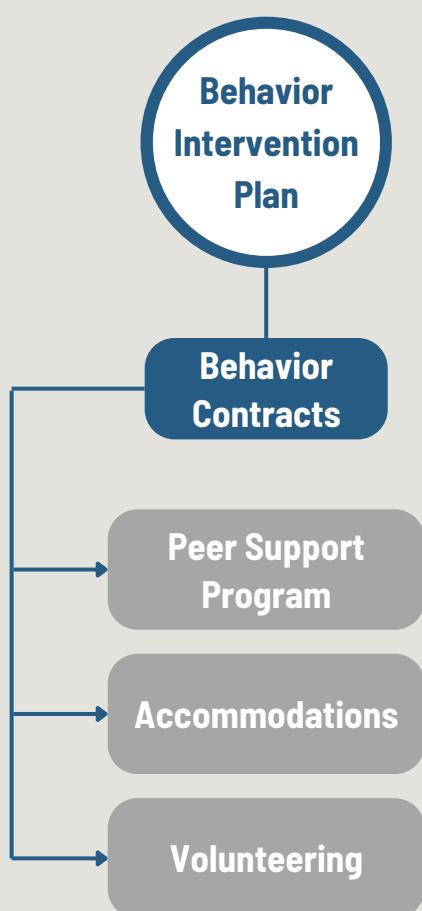 Behavior
Intervention
Plan
Behavior
Contracts
Peer Support
Program
Accommodations
Volunteering